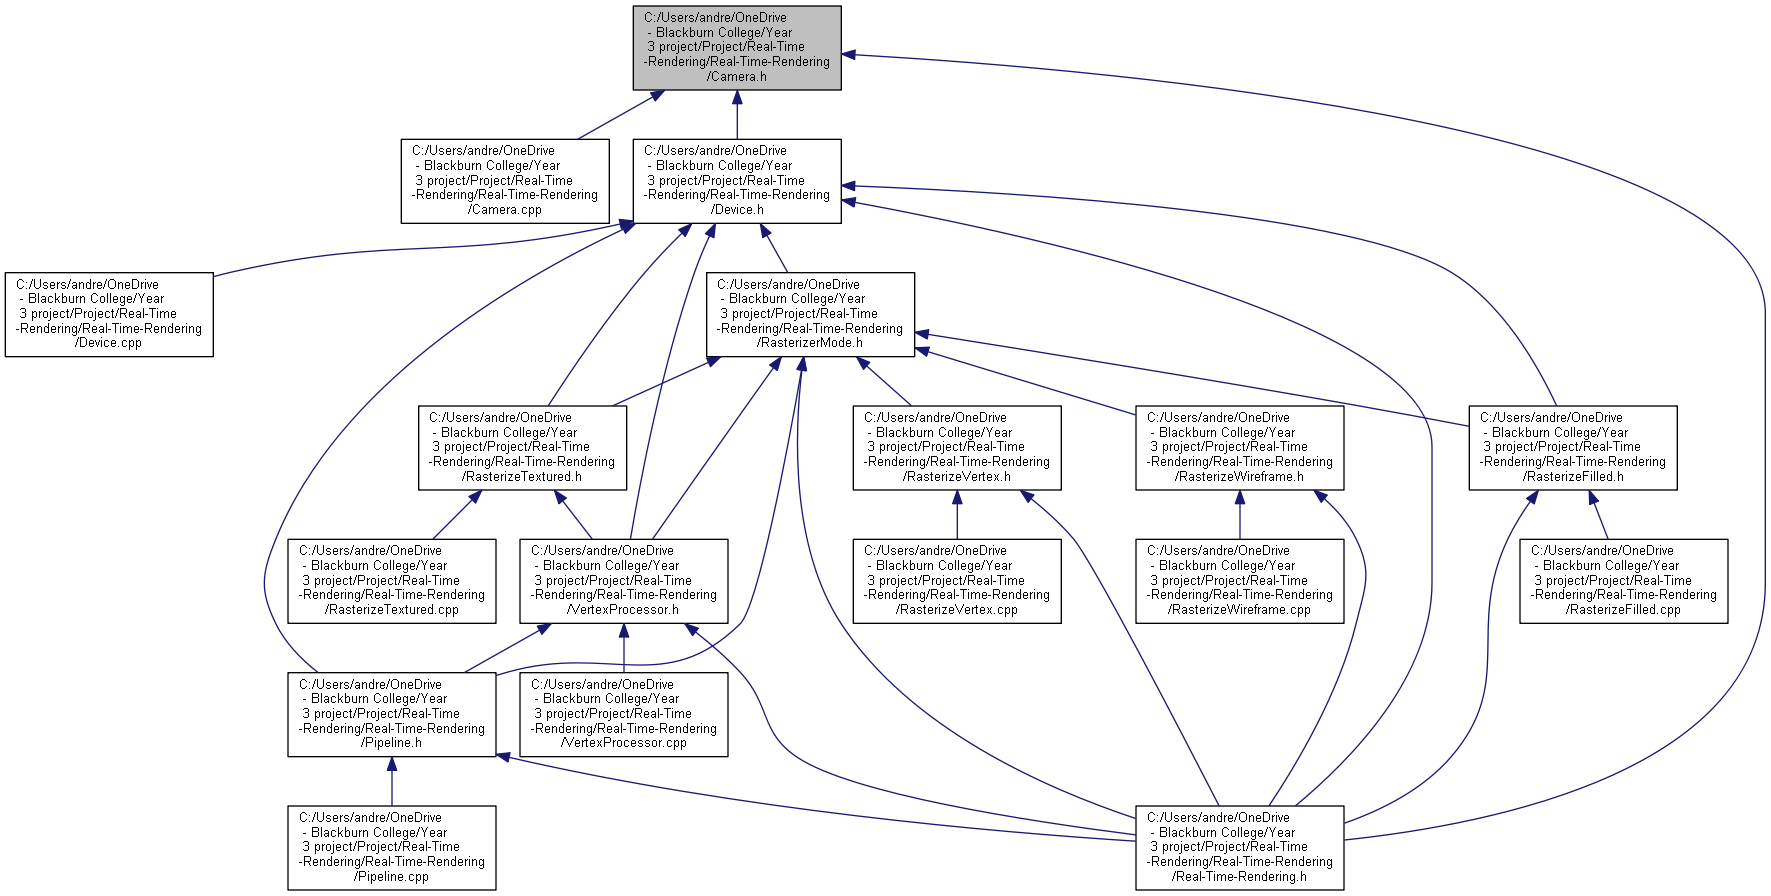 C:/Users/andre/OneDrive
- Blackburn College/Year
3 project/Project/Real-Time
-Rendering/Real-Time-Rendering
/Camera.h
C:/Users/andre/OneDrive
- Blackburn College/Year
3 project/Project/Real-Time
-Rendering/Real-Time-Rendering
/Camera.cpp
C:/Users/andre/OneDrive
- Blackburn College/Year
3 project/Project/Real-Time
-Rendering/Real-Time-Rendering
/Device.h
C:/Users/andre/OneDrive
- Blackburn College/Year
3 project/Project/Real-Time
-Rendering/Real-Time-Rendering
/Device.cpp
C:/Users/andre/OneDrive
- Blackburn College/Year
3 project/Project/Real-Time
-Rendering/Real-Time-Rendering
/RasterizerMode.h
C:/Users/andre/OneDrive
- Blackburn College/Year
3 project/Project/Real-Time
-Rendering/Real-Time-Rendering
/RasterizeTextured.h
C:/Users/andre/OneDrive
- Blackburn College/Year
3 project/Project/Real-Time
-Rendering/Real-Time-Rendering
/RasterizeVertex.h
C:/Users/andre/OneDrive
- Blackburn College/Year
3 project/Project/Real-Time
-Rendering/Real-Time-Rendering
/RasterizeWireframe.h
C:/Users/andre/OneDrive
- Blackburn College/Year
3 project/Project/Real-Time
-Rendering/Real-Time-Rendering
/RasterizeFilled.h
C:/Users/andre/OneDrive
- Blackburn College/Year
3 project/Project/Real-Time
-Rendering/Real-Time-Rendering
/RasterizeTextured.cpp
C:/Users/andre/OneDrive
- Blackburn College/Year
3 project/Project/Real-Time
-Rendering/Real-Time-Rendering
/VertexProcessor.h
C:/Users/andre/OneDrive
- Blackburn College/Year
3 project/Project/Real-Time
-Rendering/Real-Time-Rendering
/RasterizeVertex.cpp
C:/Users/andre/OneDrive
- Blackburn College/Year
3 project/Project/Real-Time
-Rendering/Real-Time-Rendering
/RasterizeWireframe.cpp
C:/Users/andre/OneDrive
- Blackburn College/Year
3 project/Project/Real-Time
-Rendering/Real-Time-Rendering
/RasterizeFilled.cpp
C:/Users/andre/OneDrive
- Blackburn College/Year
3 project/Project/Real-Time
-Rendering/Real-Time-Rendering
/Pipeline.h
C:/Users/andre/OneDrive
- Blackburn College/Year
3 project/Project/Real-Time
-Rendering/Real-Time-Rendering
/VertexProcessor.cpp
C:/Users/andre/OneDrive
- Blackburn College/Year
3 project/Project/Real-Time
-Rendering/Real-Time-Rendering
/Pipeline.cpp
C:/Users/andre/OneDrive
- Blackburn College/Year
3 project/Project/Real-Time
-Rendering/Real-Time-Rendering
/Real-Time-Rendering.h